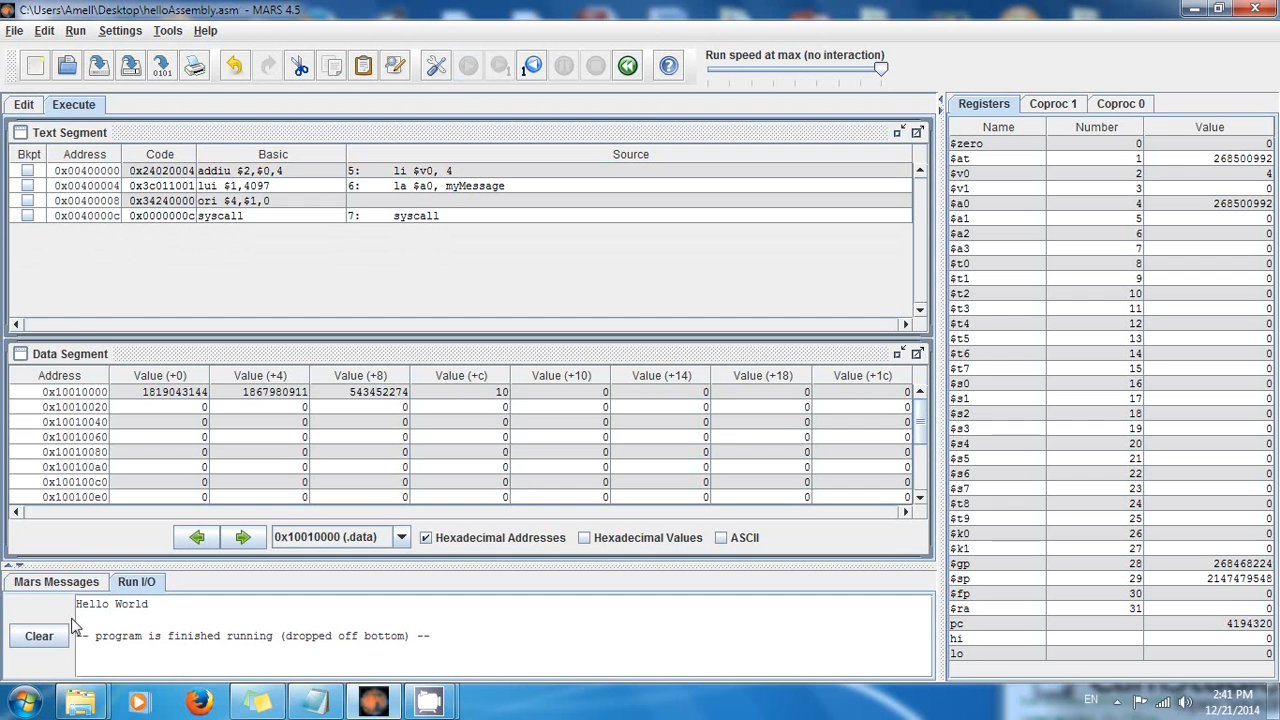 C:\Users\Amell\Desktop\helloAssembly.asm - MARS 4.5
File Edit Run Settings Tools Help
Run speed at max (no interaction)
Edit Execute
Text Segment
Bkpt Address Code Basic Source
0x00400000 0x24020004 addiu $2,$0,4 5: li $v0, 4
0x00400004 0x3c011001 lui $1,4097 6: la $a0, myMessage
0x00400008 0x34240000 ori $4,$1,0
0x0040000c 0x0000000c syscall 7: syscall
Data Segment
Address Value (+0) Value (+4) Value (+8) Value (+c) Value (+10) Value (+14) Value (+18) Value (+1c)
0x10010000 1819043144 1867980911 543452274 10 0 0 0 0
0x10010020 0 0 0 0 0 0 0 0
0x10010040 0 0 0 0 0 0 0 0
0x10010060 0 0 0 0 0 0 0 0
0x10010080 0 0 0 0 0 0 0 0
0x100100a0 0 0 0 0 0 0 0 0
0x100100c0 0 0 0 0 0 0 0 0
0x100100e0 0 0 0 0 0 0 0 0
0x10010000 (.data) Hexadecimal Addresses Hexadecimal Values ASCII
Mars Messages Run I/O
Clear
Hello World
-- program is finished running (dropped off bottom) --
Registers Coproc 1 Coproc 0
Name Number Value
$zero 0 0
$at 1 268500992
$v0 2 4
$v1 3 0
$a0 4 268500992
$a1 5 0
$a2 6 0
$a3 7 0
$t0 8 0
$t1 9 0
$t2 10 0
$t3 11 0
$t4 12 0
$t5 13 0
$t6 14 0
$t7 15 0
$s0 16 0
$s1 17 0
$s2 18 0
$s3 19 0
$s4 20 0
$s5 21 0
$s6 22 0
$s7 23 0
$t8 24 0
$t9 25 0
$k0 26 0
$k1 27 0
$gp 28 268468224
$sp 29 2147479548
$fp 30 0
$ra 31 0
pc 4194320
hi 0
lo 0
EN
2:41 PM
12/21/2014